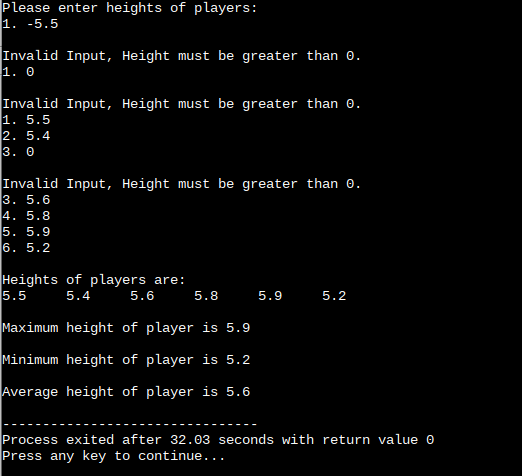 Please enter heights of players:
1. -5.5
Invalid Input, Height must be greater than 0.
1. 0
Invalid Input, Height must be greater than 0.
1. 5.5
2. 5.4
3. 0
Invalid Input, Height must be greater than 0.
3. 5.6
4. 5.8
5. 5.9
6. 5.2
Heights of players are:
5.5     5.4     5.6     5.8     5.9     5.2
Maximum height of player is 5.9
Minimum height of player is 5.2
Average height of player is 5.6
--------------------------------
Process exited after 32.03 seconds with return value 0
Press any key to continue...